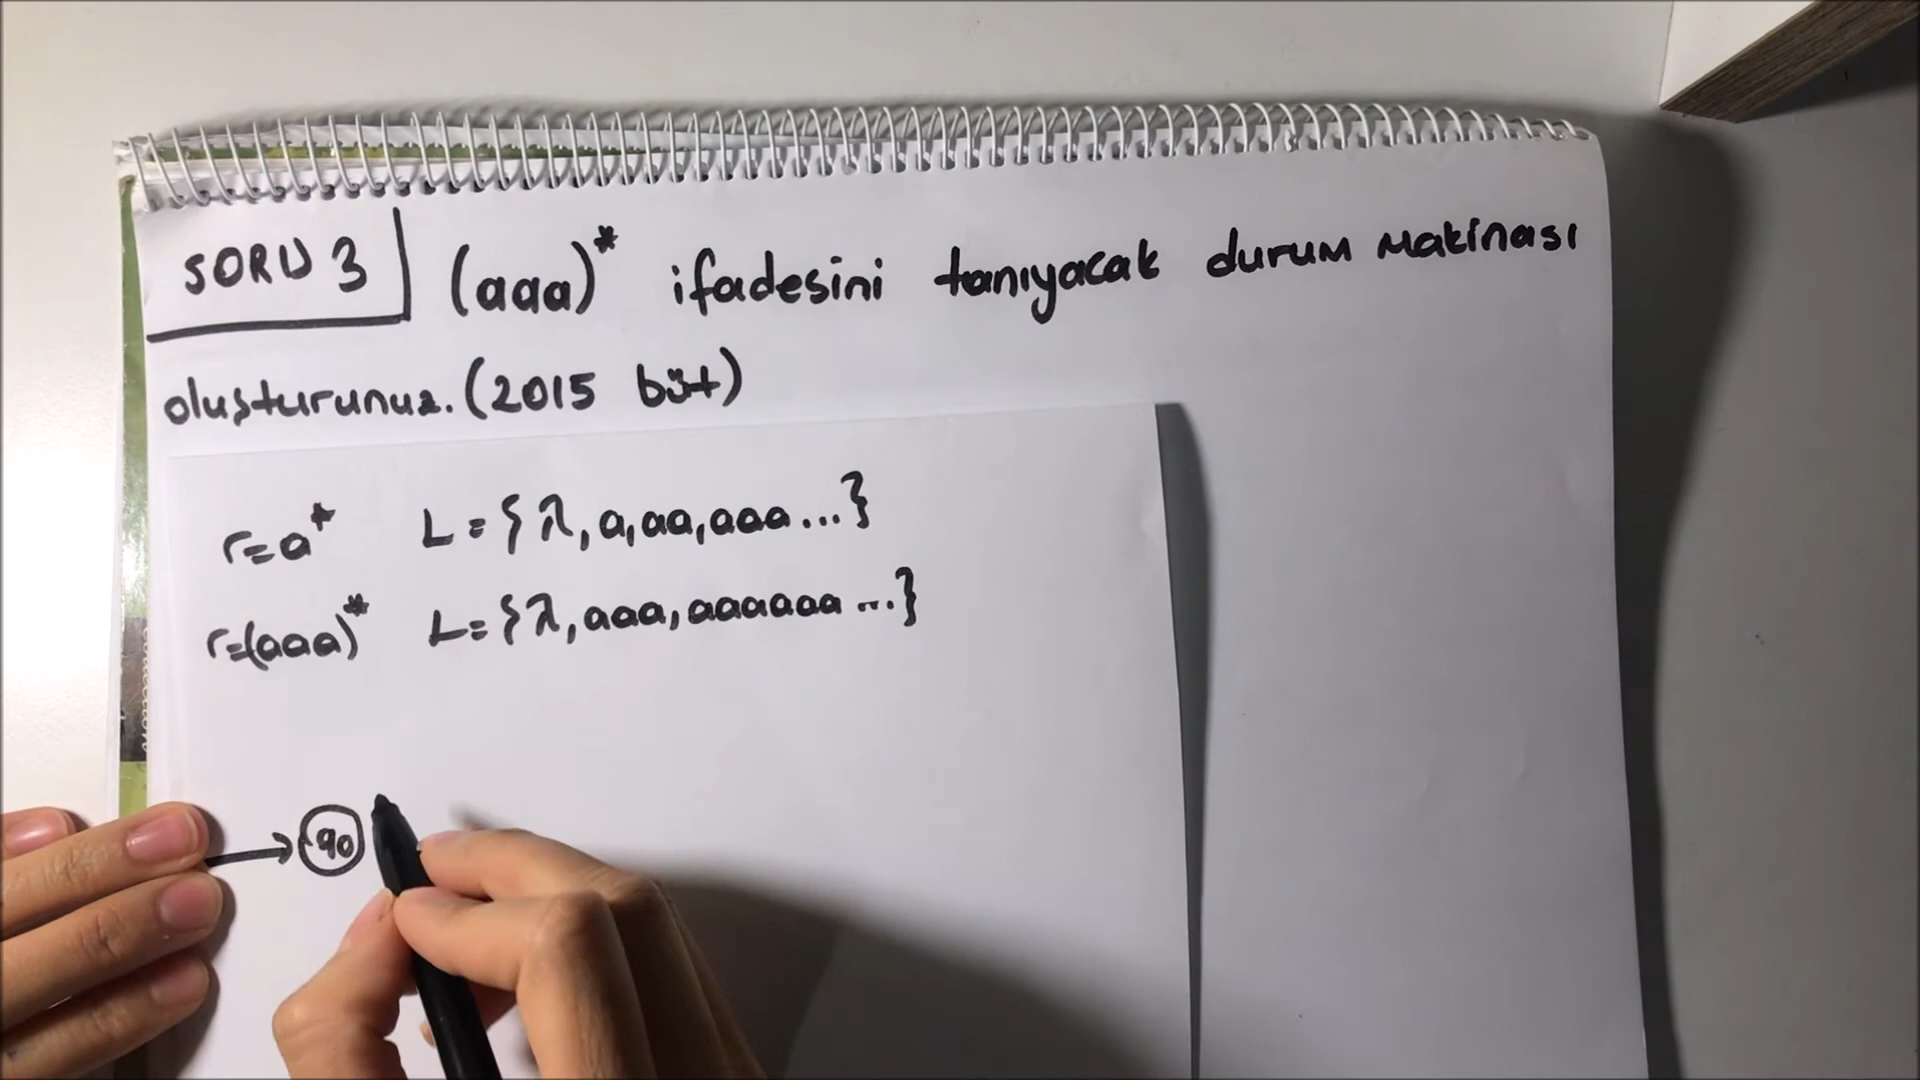 SORU 3 (aaa)* ifadesini tanıyacak durum makinası
oluşturunuz. (2015 büt)
r=a* L={λ,a,aa,aaa...}
r=(aaa)* L={λ,aaa,aaaaaa...}
q0